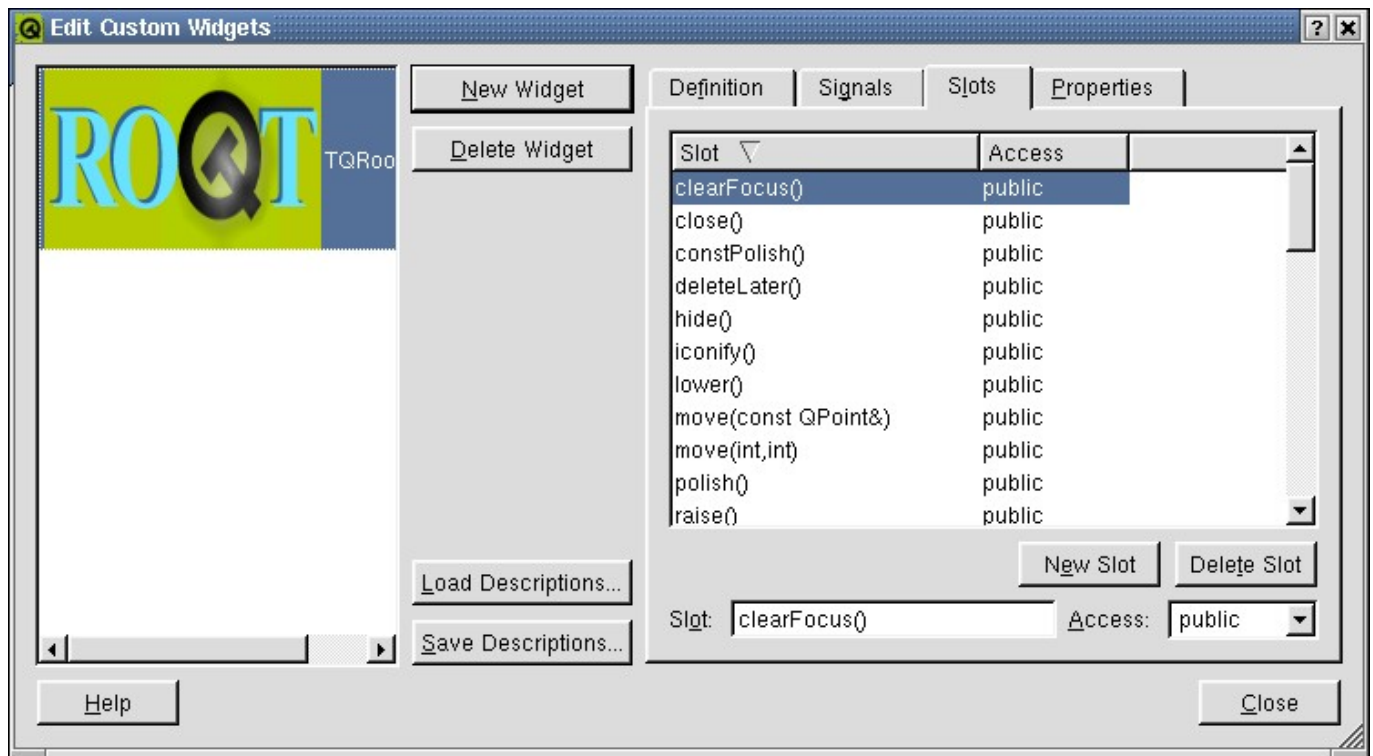 Edit Custom Widgets
ROQT TQRoo
New Widget
Delete Widget
Load Descriptions...
Save Descriptions...
Definition Signals Slots Properties
Slot Access
clearFocus() public
close() public
constPolish() public
deleteLater() public
hide() public
iconify() public
lower() public
move(const QPoint&) public
move(int,int) public
polish() public
raise() public
New Slot Delete Slot
Slot: clearFocus() Access: public
Help Close